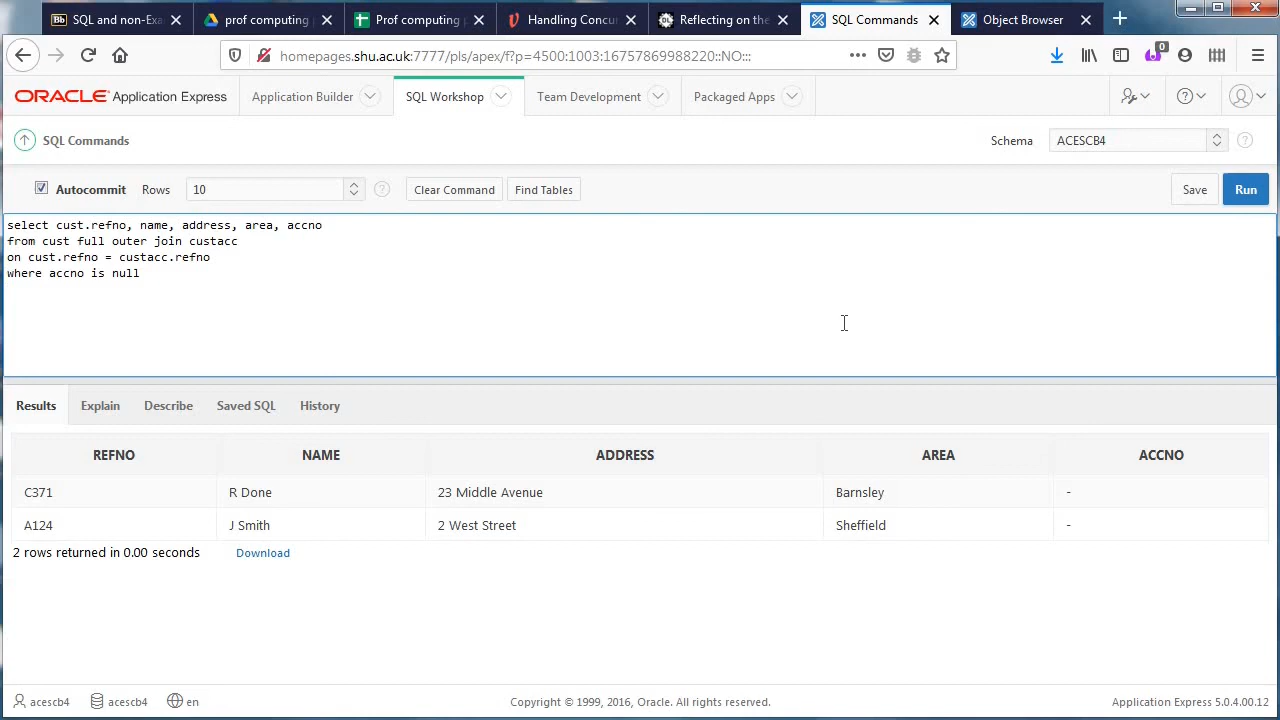 SQL and non-Exa
prof computing p
Prof computing p
Handling Concur
Reflecting on the
SQL Commands
Object Browser
homepages.shu.ac.uk:7777/pls/apex/f?p=4500:1003:16757869988220::NO:::
0
ORACLE Application Express
Application Builder
SQL Workshop
Team Development
Packaged Apps
SQL Commands
Schema
ACESCB4
Autocommit
Rows
10
Clear Command
Find Tables
Save
Run
select cust.refno, name, address, area, accno
from cust full outer join custacc
on cust.refno = custacc.refno
where accno is null
Results
Explain
Describe
Saved SQL
History
REFNO NAME ADDRESS AREA ACCNO
C371 R Done 23 Middle Avenue Barnsley -
A124 J Smith 2 West Street Sheffield -
2 rows returned in 0.00 seconds
Download
acescb4
acescb4
en
Copyright © 1999, 2016, Oracle. All rights reserved.
Application Express 5.0.4.00.12